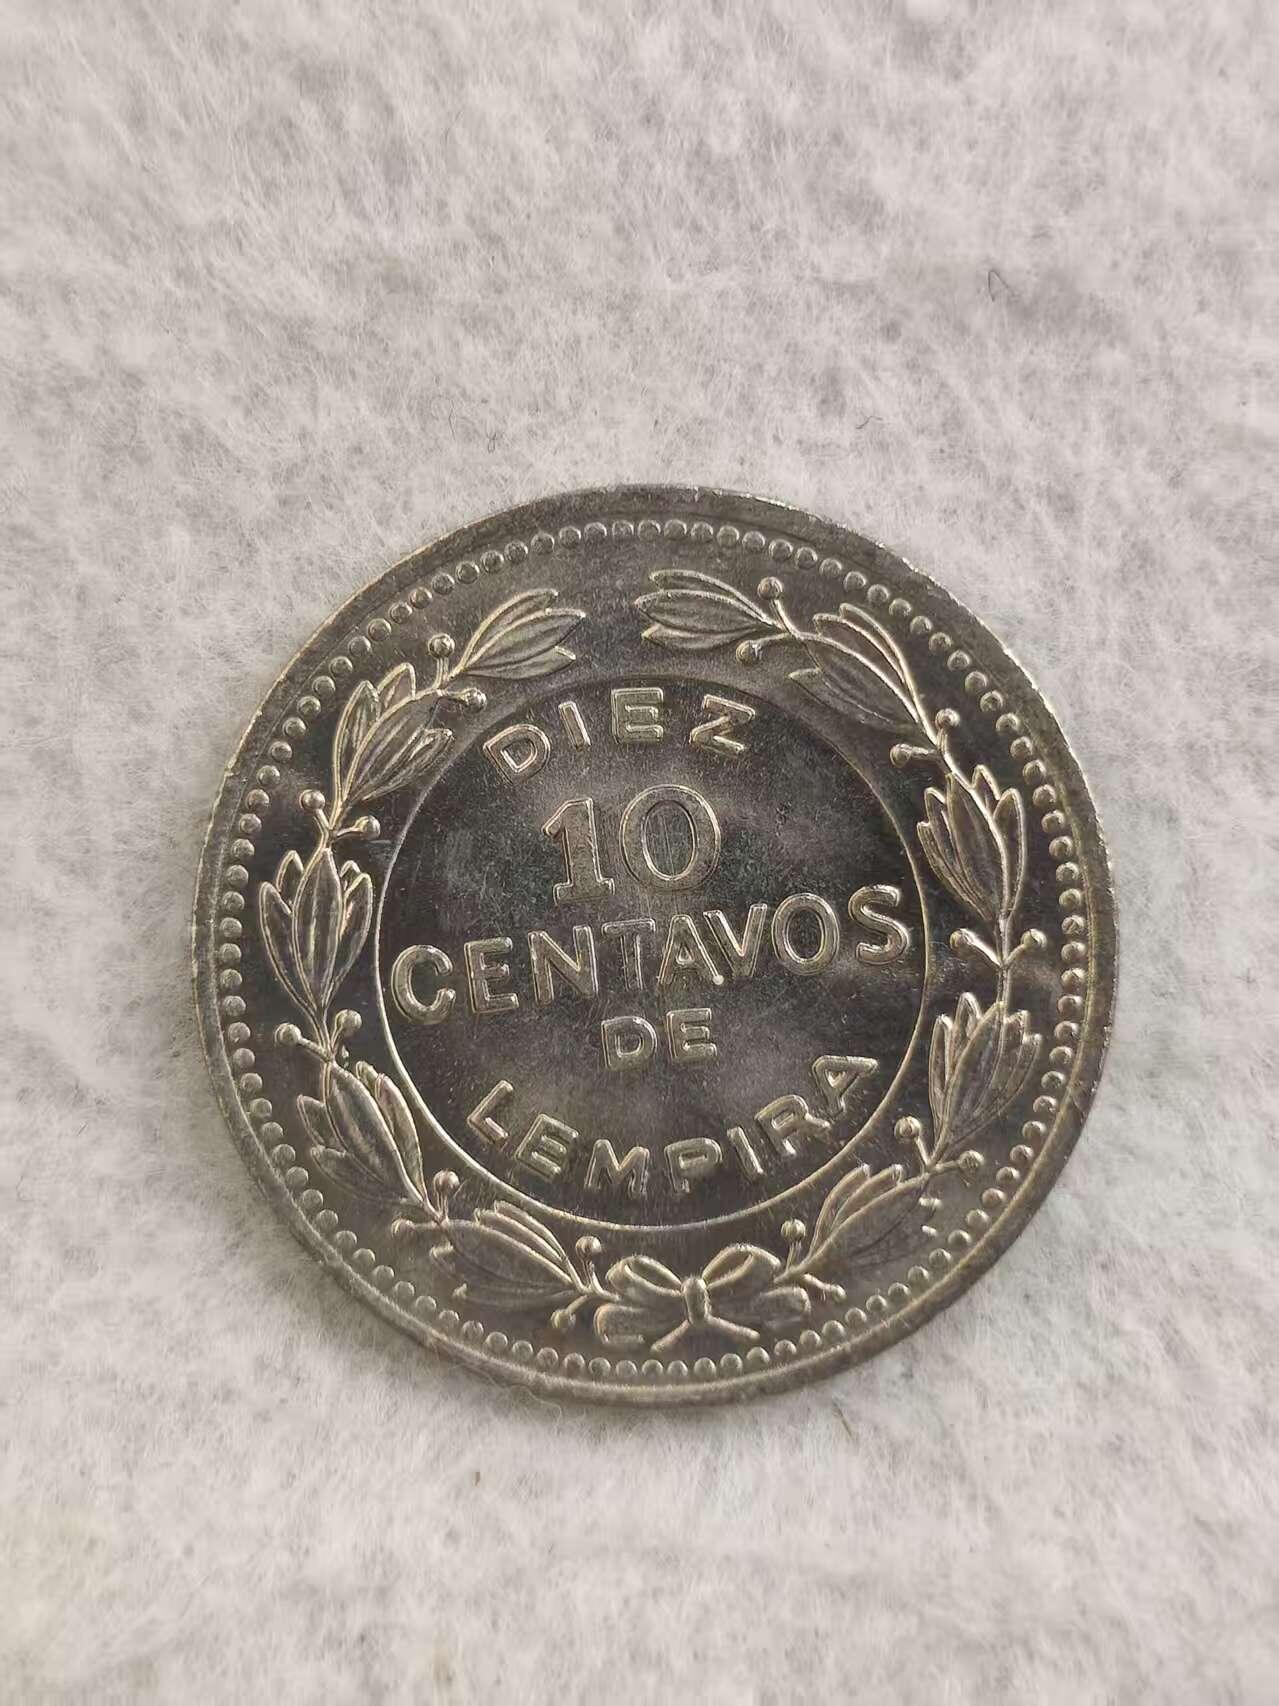 DIEZ
10
CENTAVOS
DE
LEMPIRA